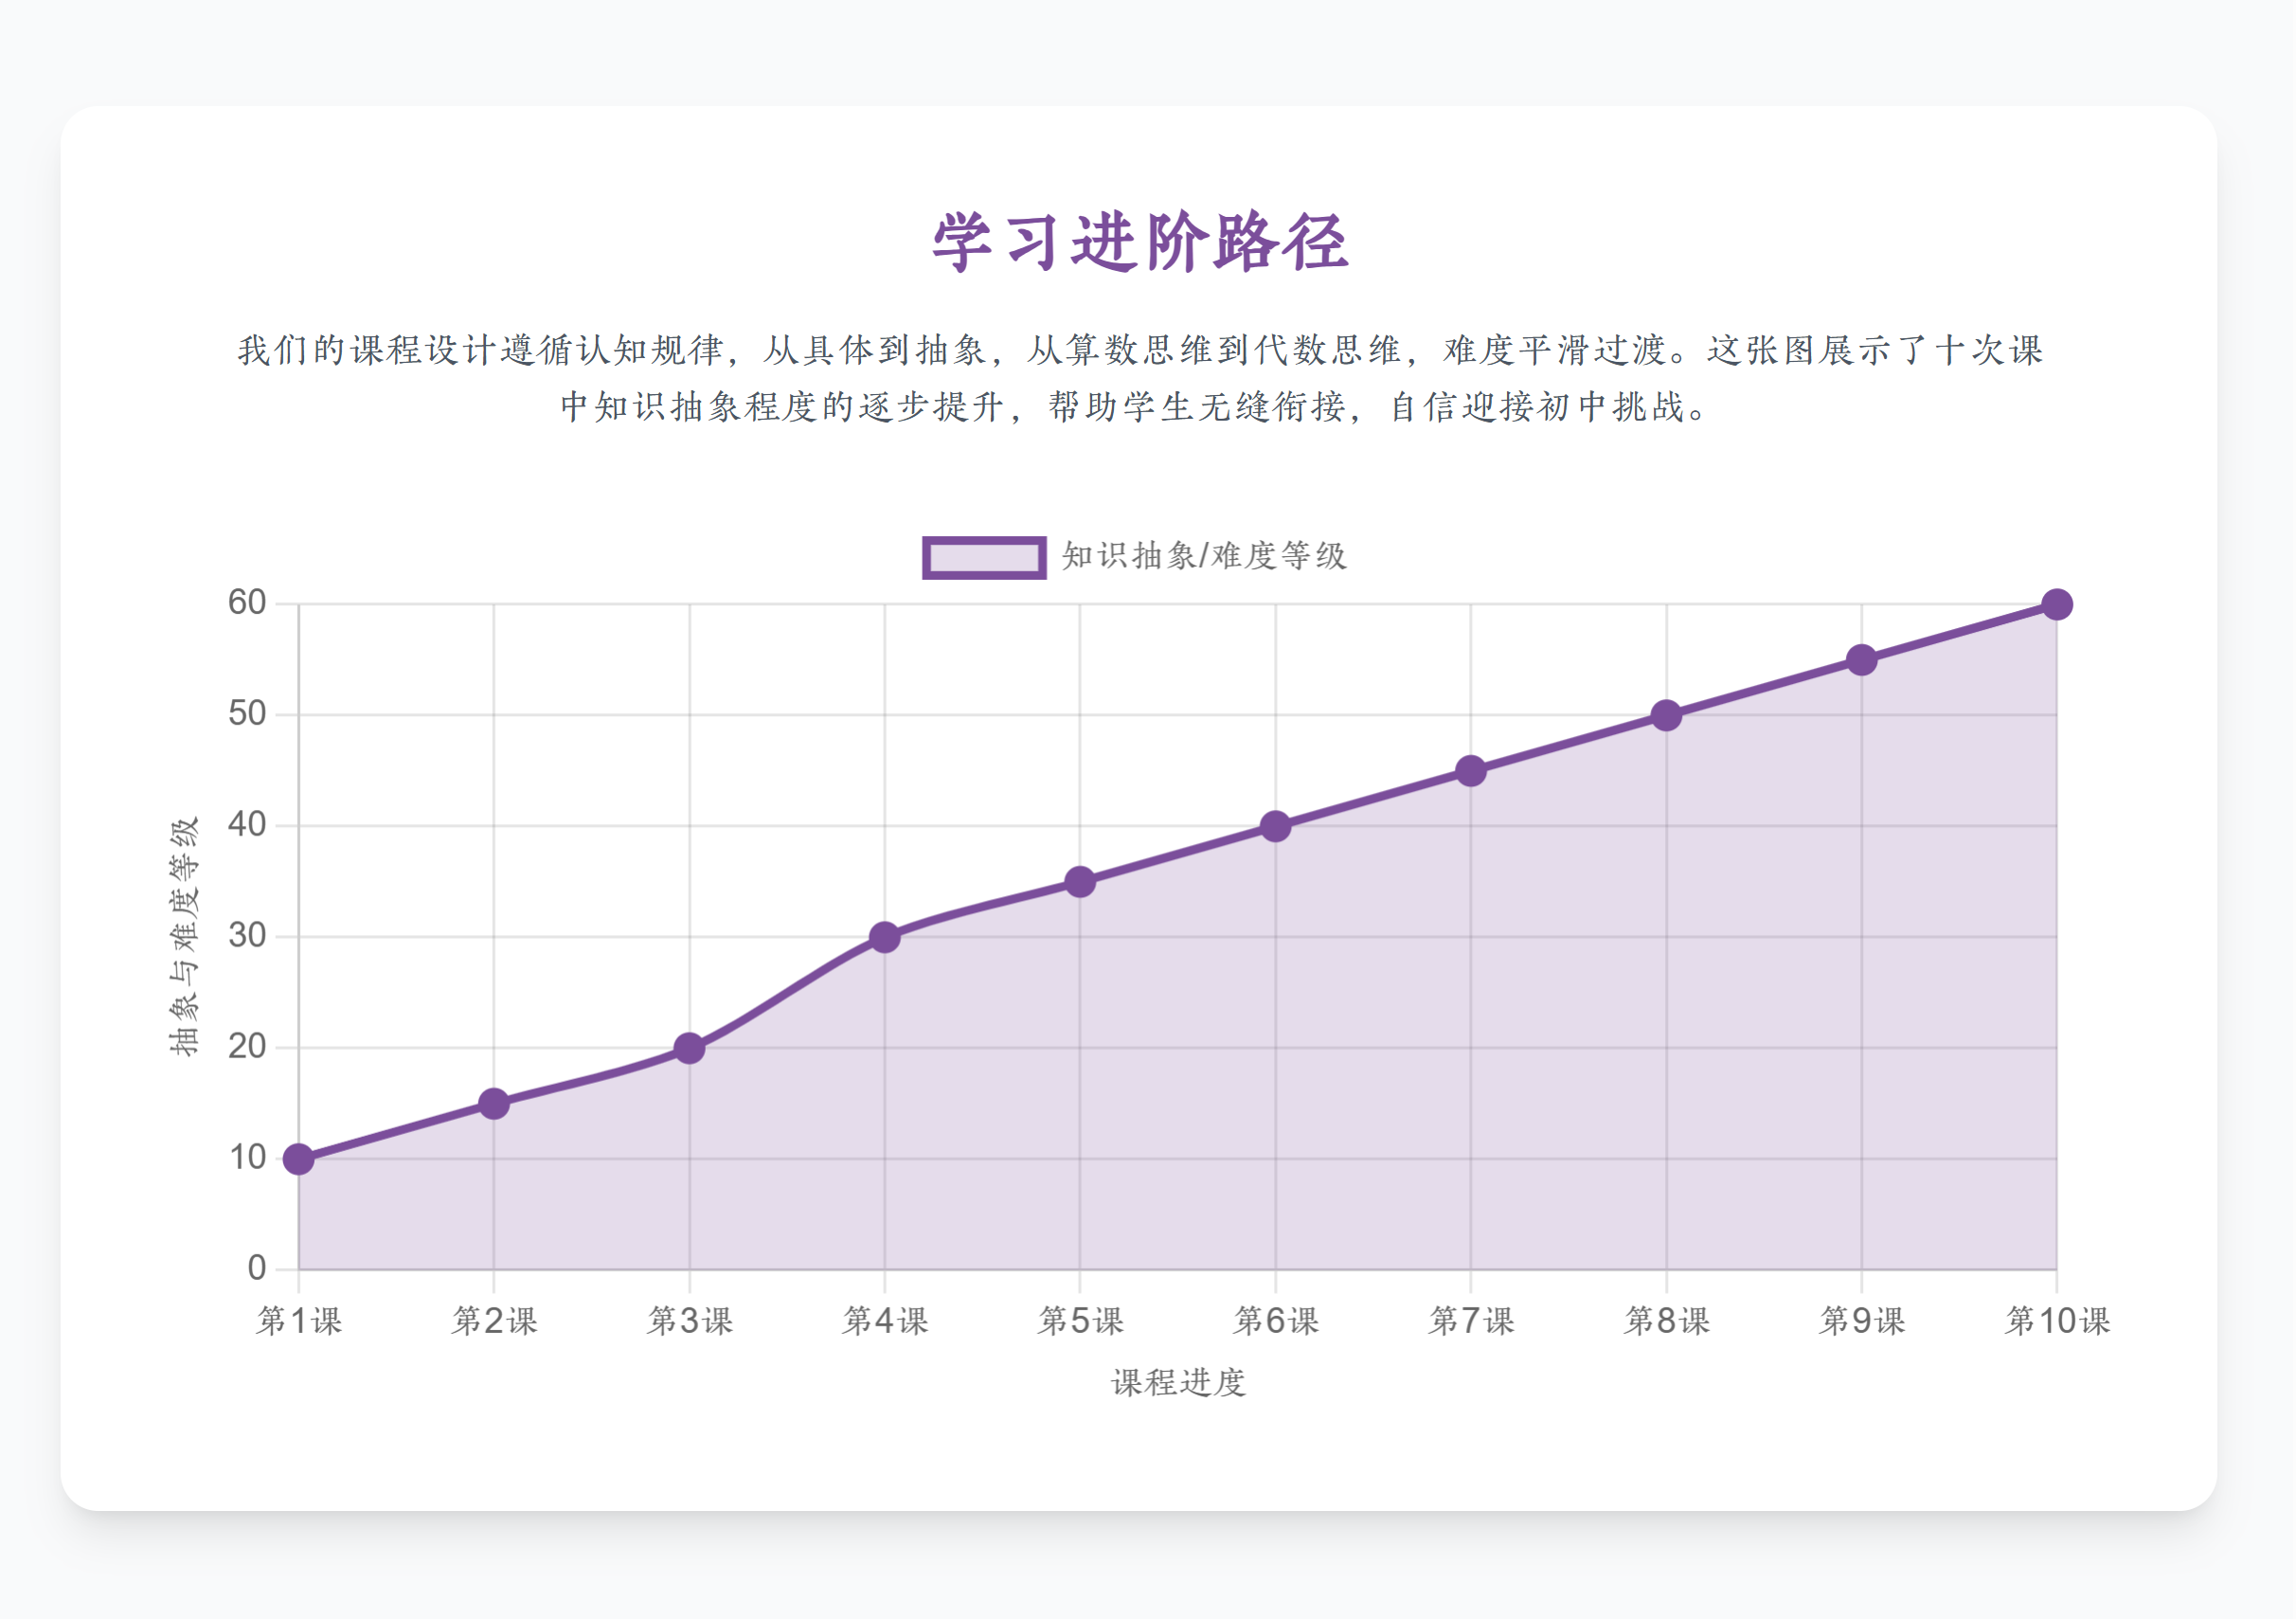 学习进阶路径
我们的课程设计遵循认知规律，从具体到抽象，从算数思维到代数思维，难度平滑过渡。这张图展示了十次课
中知识抽象程度的逐步提升，帮助学生无缝衔接，自信迎接初中挑战。
知识抽象/难度等级
60
50
40
30
20
10
0
抽象与难度等级
第1课 第2课 第3课 第4课 第5课 第6课 第7课 第8课 第9课 第10课
课程进度